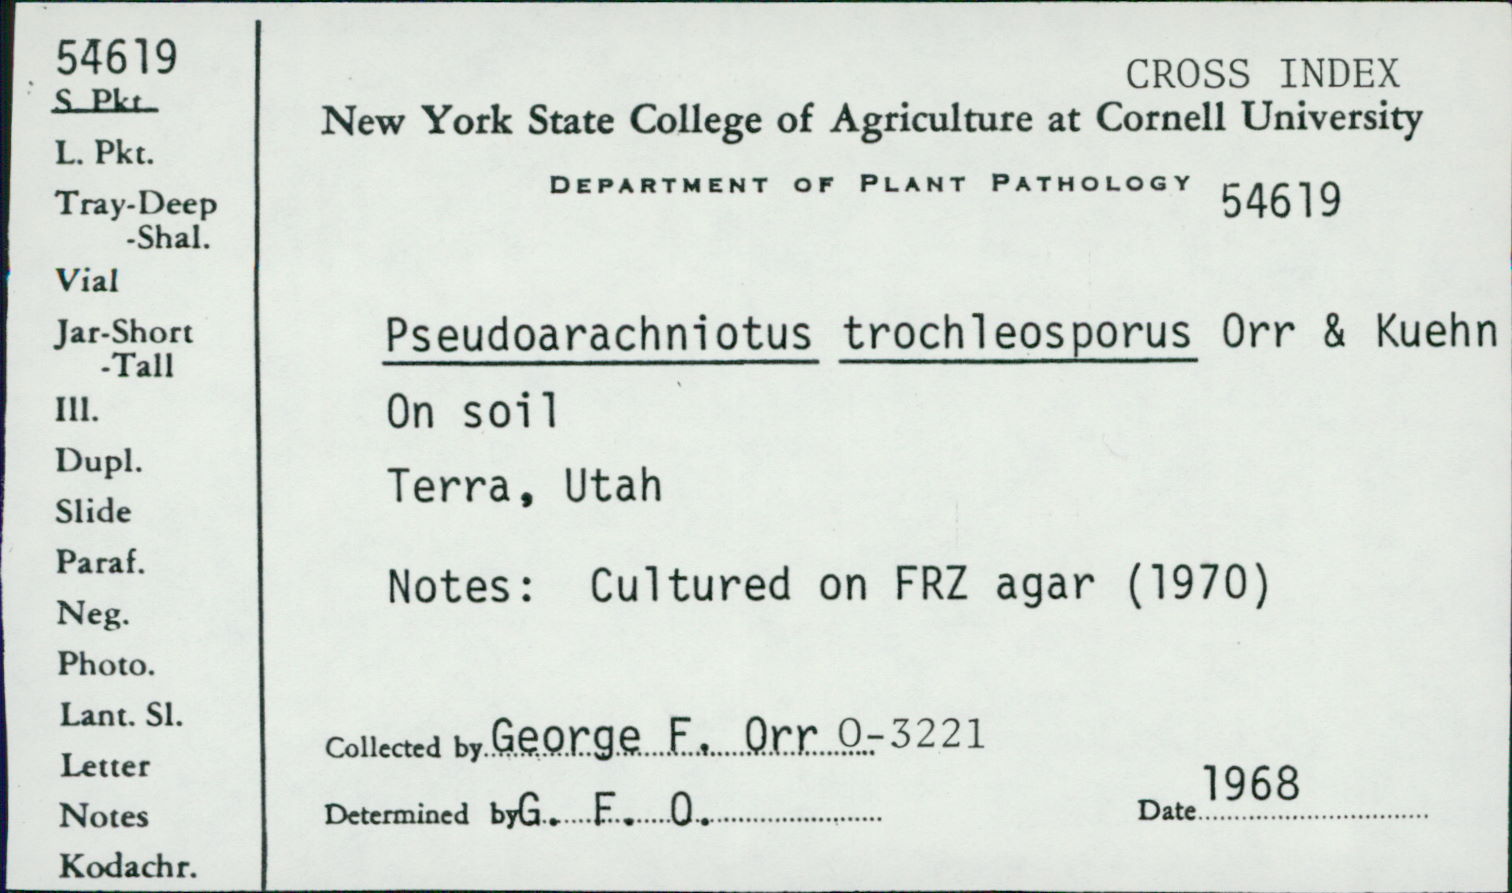 54619
S. Pkt.
L. Pkt.
Tray-Deep
-Shal.
Vial
Jar-Short
-Tall
Ill.
Dupl.
Slide
Paraf.
Neg.
Photo.
Lant. Sl.
Letter
Notes
Kodachr.
CROSS INDEX
New York State College of Agriculture at Cornell University
DEPARTMENT OF PLANT PATHOLOGY 54619
Pseudoarachniotus trochleosporus Orr & Kuehn
On soil
Terra, Utah
Notes: Cultured on FRZ agar (1970)
Collected by George F. Orr O-3221
Determined by G. F. O. Date 1968